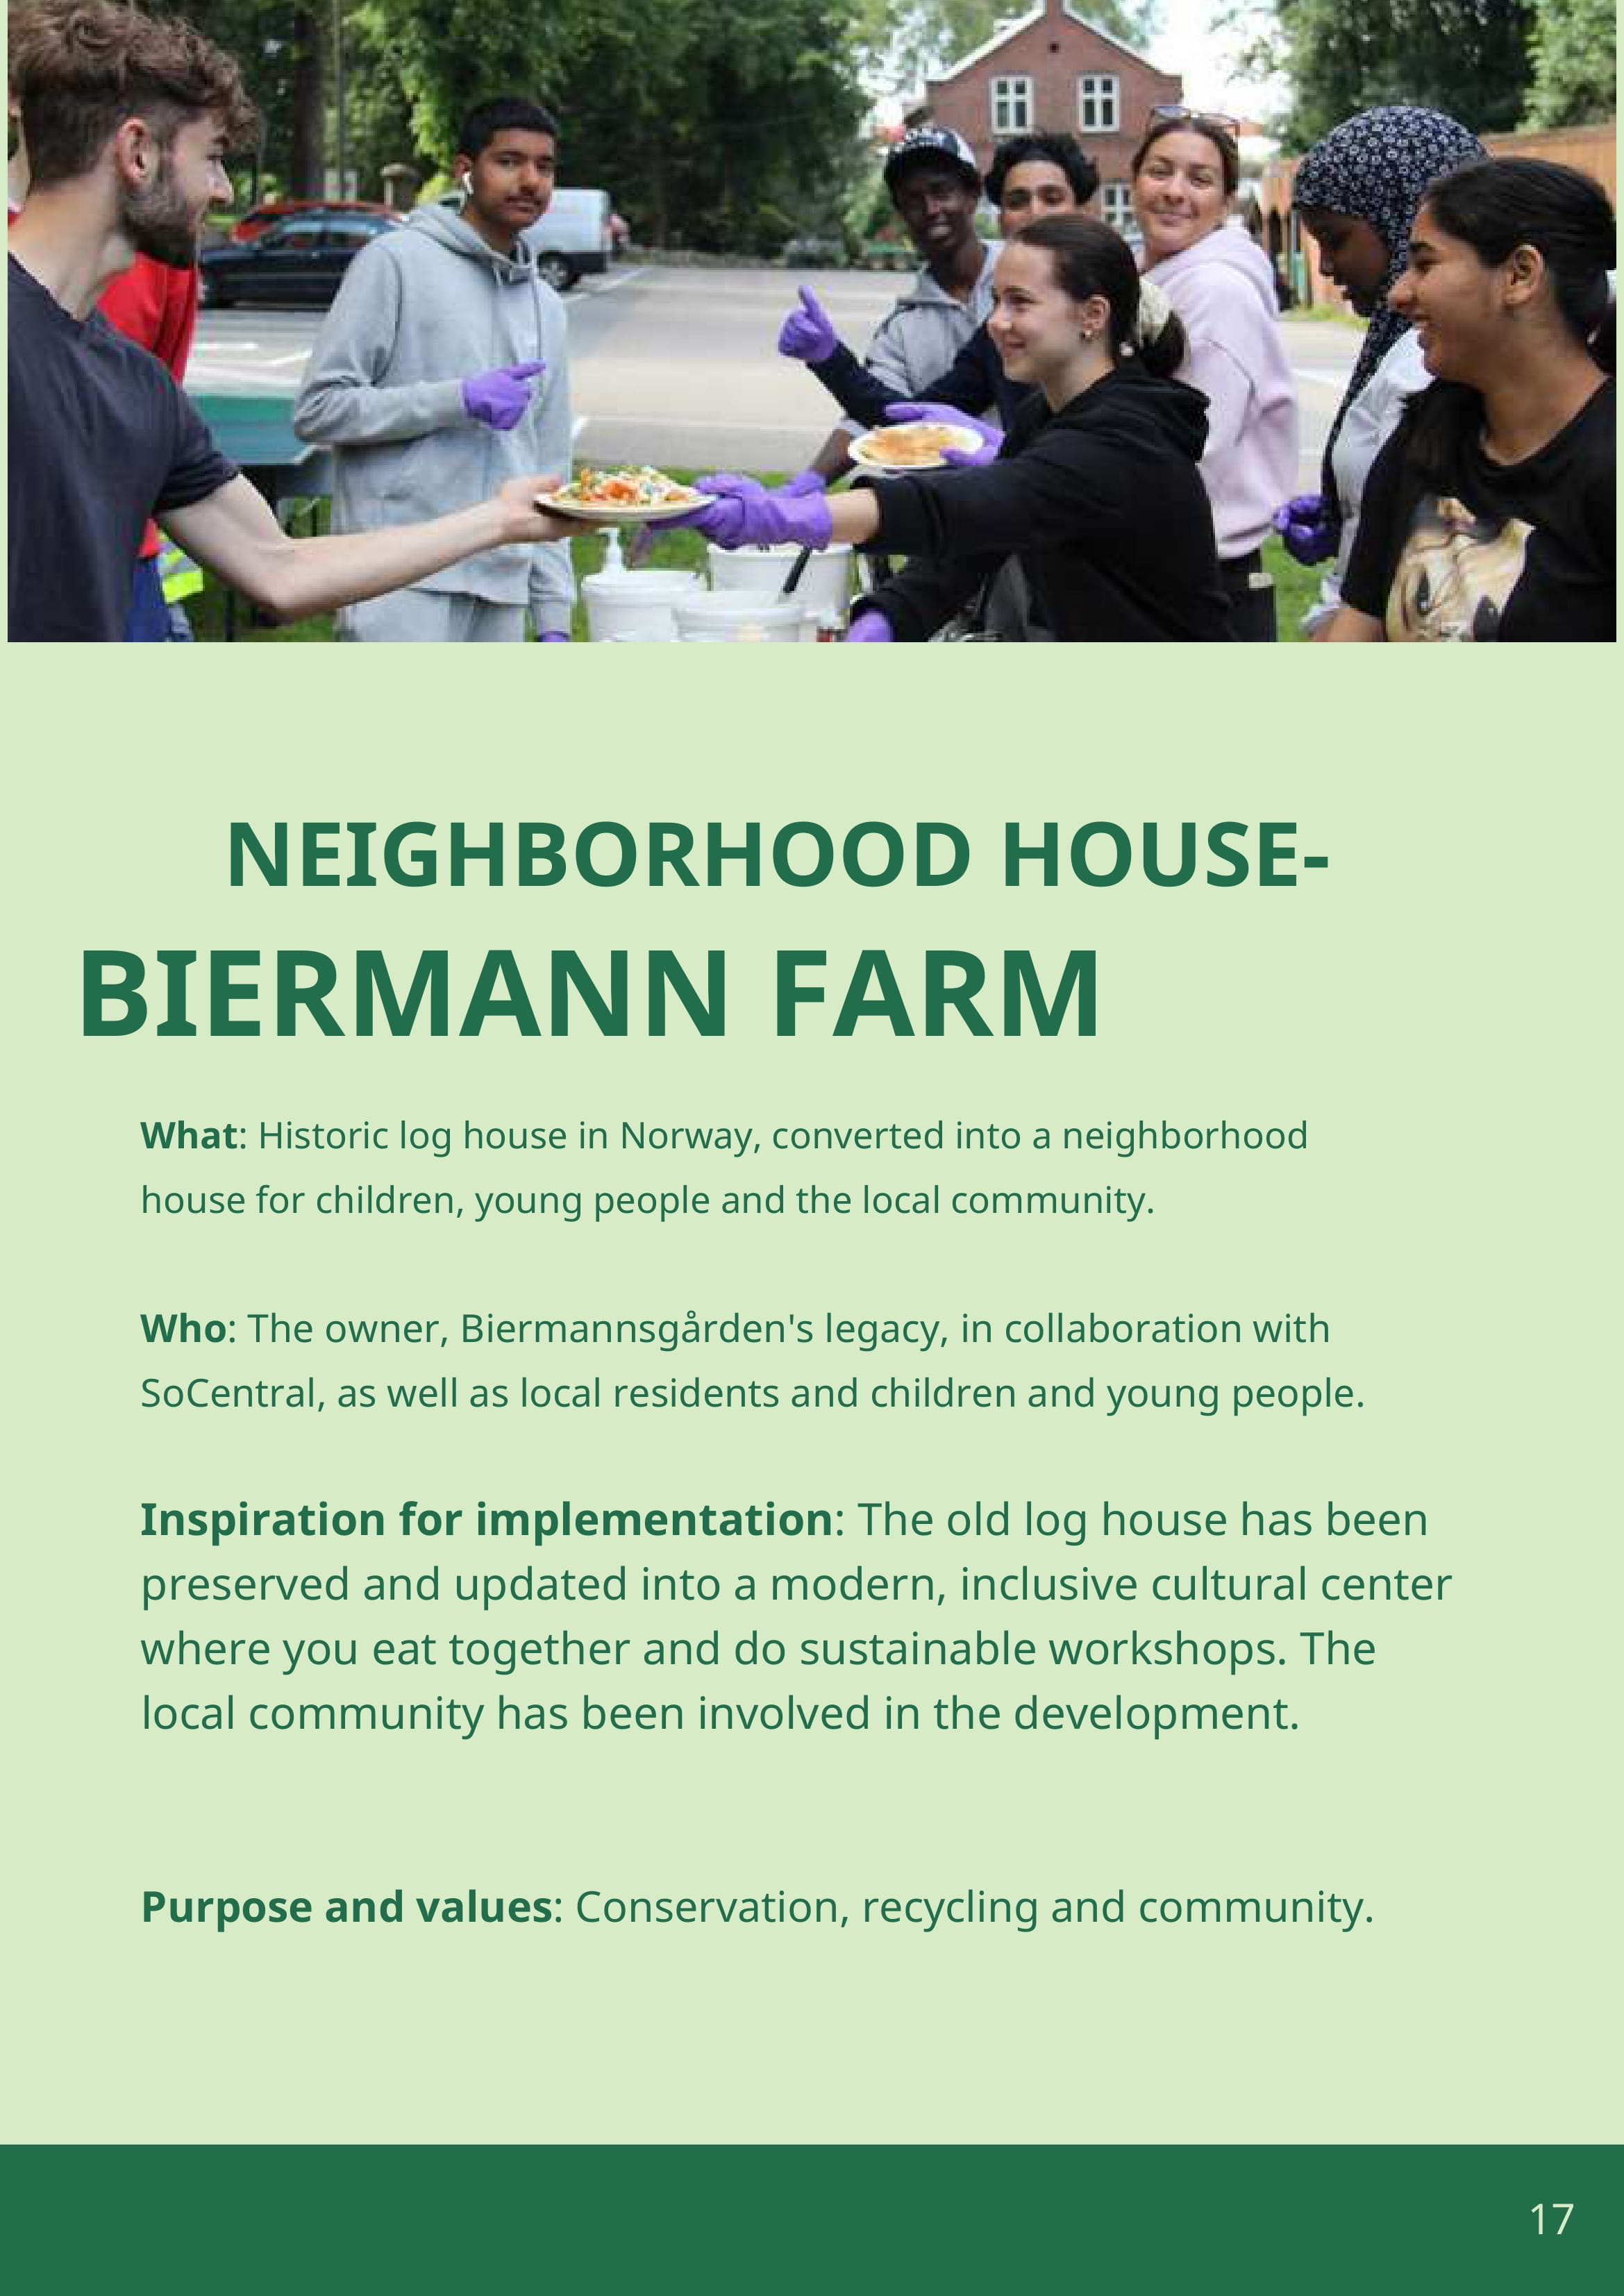 NEIGHBORHOOD HOUSE-
BIERMANN FARM
What: Historic log house in Norway, converted into a neighborhood
house for children, young people and the local community.
Who: The owner, Biermannsgården's legacy, in collaboration with
SoCentral, as well as local residents and children and young people.
Inspiration for implementation: The old log house has been
preserved and updated into a modern, inclusive cultural center
where you eat together and do sustainable workshops. The
local community has been involved in the development.
Purpose and values: Conservation, recycling and community.
17